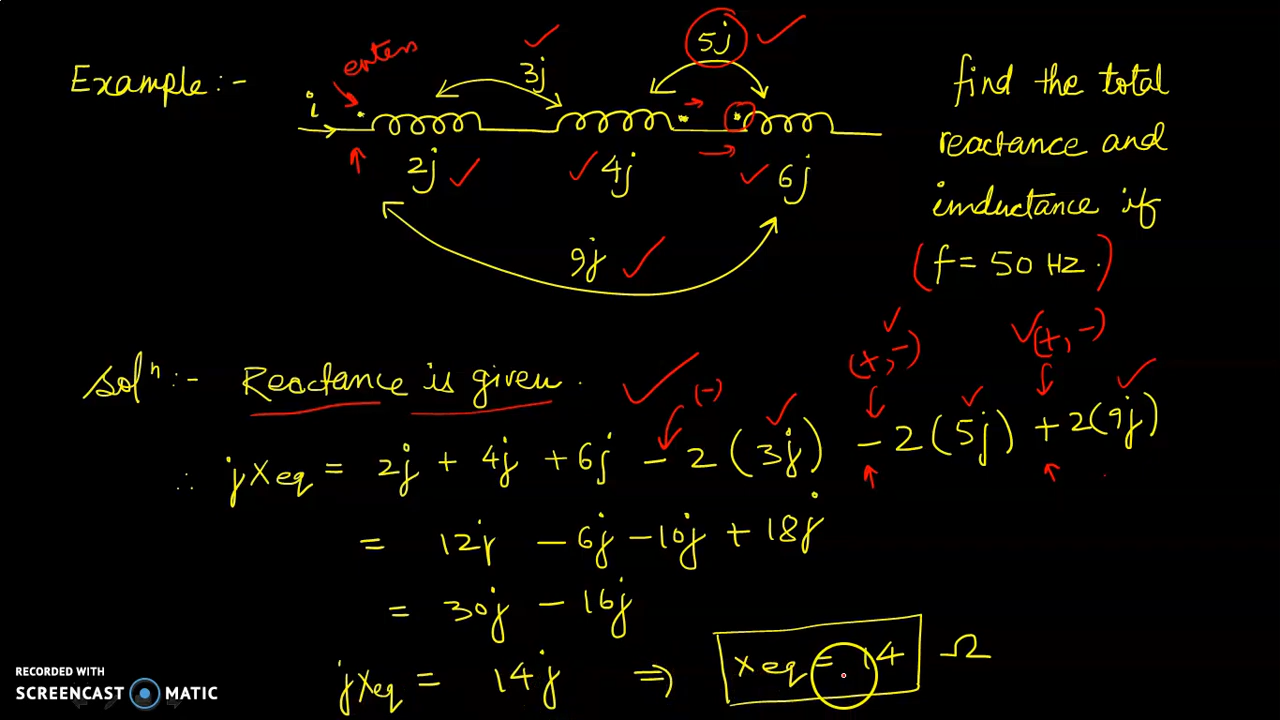 Example :-
enters
i
3j
5j
2j
4j
6j
9j
find the total
reactance and
inductance if
(f = 50 Hz.)
Solⁿ :- Reactance is given.
(-)
(+, -)
(+, -)
∴ jXeq = 2j + 4j + 6j - 2(3j) - 2(5j) + 2(9j)
= 12j - 6j - 10j + 18j
= 30j - 16j
jXeq = 14j ⇒ Xeq = 14 Ω
RECORDED WITH
SCREENCAST MATIC